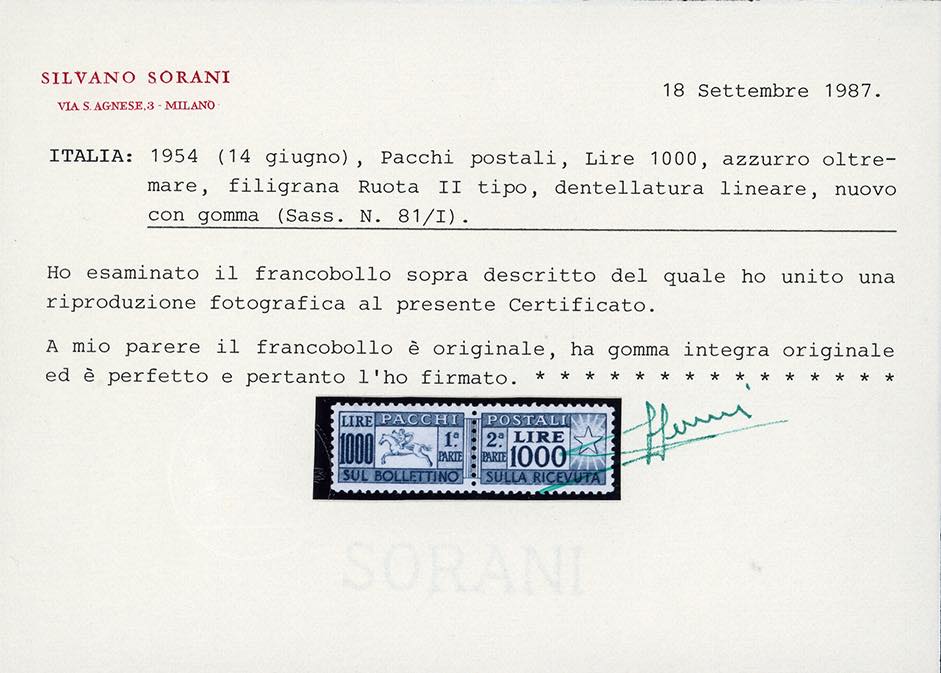 SILVANO SORANI
VIA S. AGNESE, 3 - MILANO
18 Settembre 1987.
ITALIA: 1954 (14 giugno), Pacchi postali, Lire 1000, azzurro oltre-
mare, filigrana Ruota II tipo, dentellatura lineare, nuovo
con gomma (Sass. N. 81/I).
Ho esaminato il francobollo sopra descritto del quale ho unito una
riproduzione fotografica al presente Certificato.
A mio parere il francobollo è originale, ha gomma integra originale
ed è perfetto e pertanto l'ho firmato. * * * * * * * * * * * * * * *
LIRE PACCHI POSTALI
1000 1ª PARTE 2ª PARTE LIRE 1000
SUL BOLLETTINO SULLA RICEVUTA
SORANI